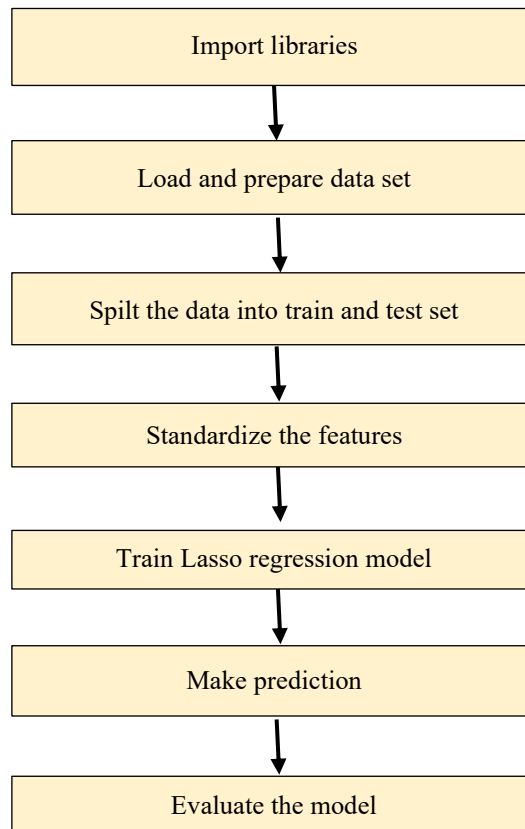 Import libraries
Load and prepare data set
Spilt the data into train and test set
Standardize the features
Train Lasso regression model
Make prediction
Evaluate the model